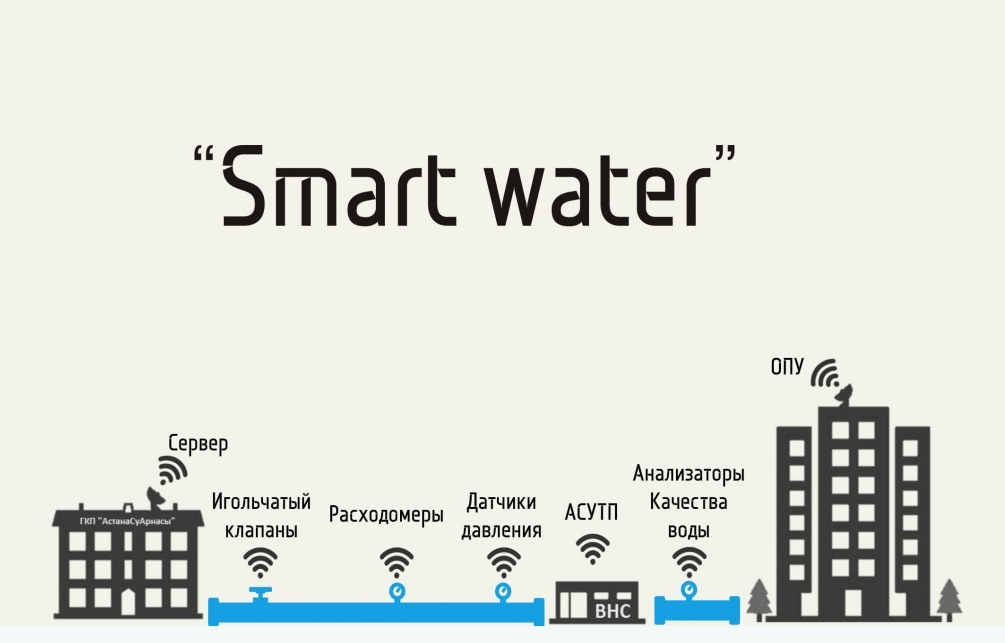 “Smart water”
ОПУ
Сервер
ГКП "АстанаСуАрнасы"
Игольчатый
клапаны
Расходомеры
Датчики
давления
АСУТП
ВНС
Анализаторы
Качества
воды